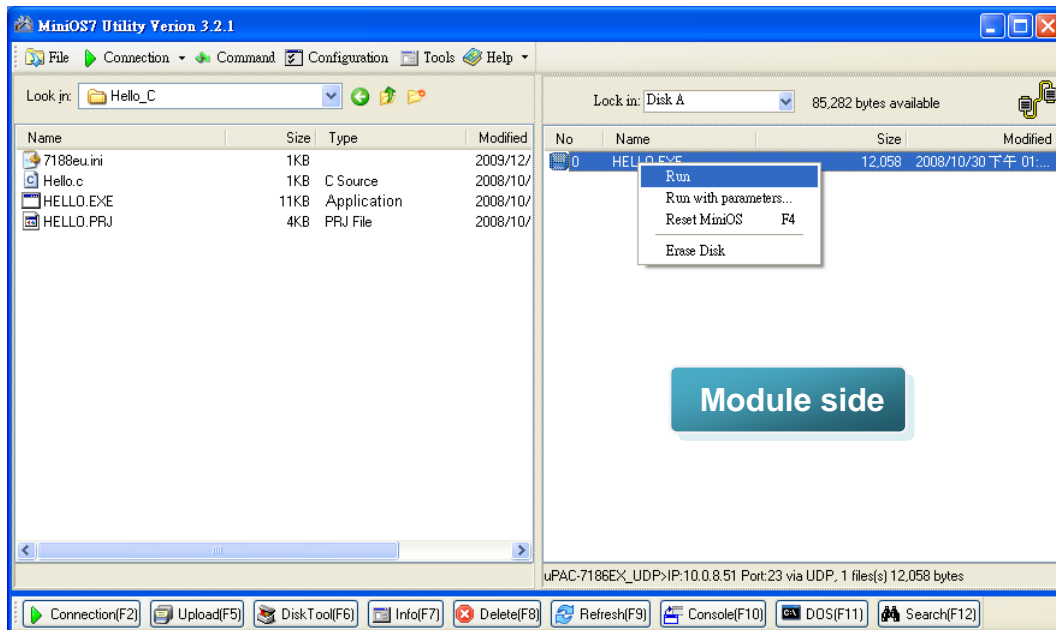 MiniOS7 Utility Verion 3.2.1
File Connection Command Configuration Tools Help
Look in: Hello_C
Name Size Type Modified
7188eu.ini 1KB 2009/12/
Hello.c 1KB C Source 2008/10/
HELLO.EXE 11KB Application 2008/10/
HELLO.PRJ 4KB PRJ File 2008/10/
Lock in: Disk A 85,282 bytes available
No Name Size Modified
0 HELLO.EXE 12,058 2008/10/30 下午 01:...
Run
Run with parameters...
Reset MiniOS F4
Erase Disk
Module side
uPAC-7186EX_UDP>IP:10.0.8.51 Port:23 via UDP, 1 files(s) 12,058 bytes
Connection(F2) Upload(F5) DiskTool(F6) Info(F7) Delete(F8) Refresh(F9) Console(F10) DOS(F11) Search(F12)